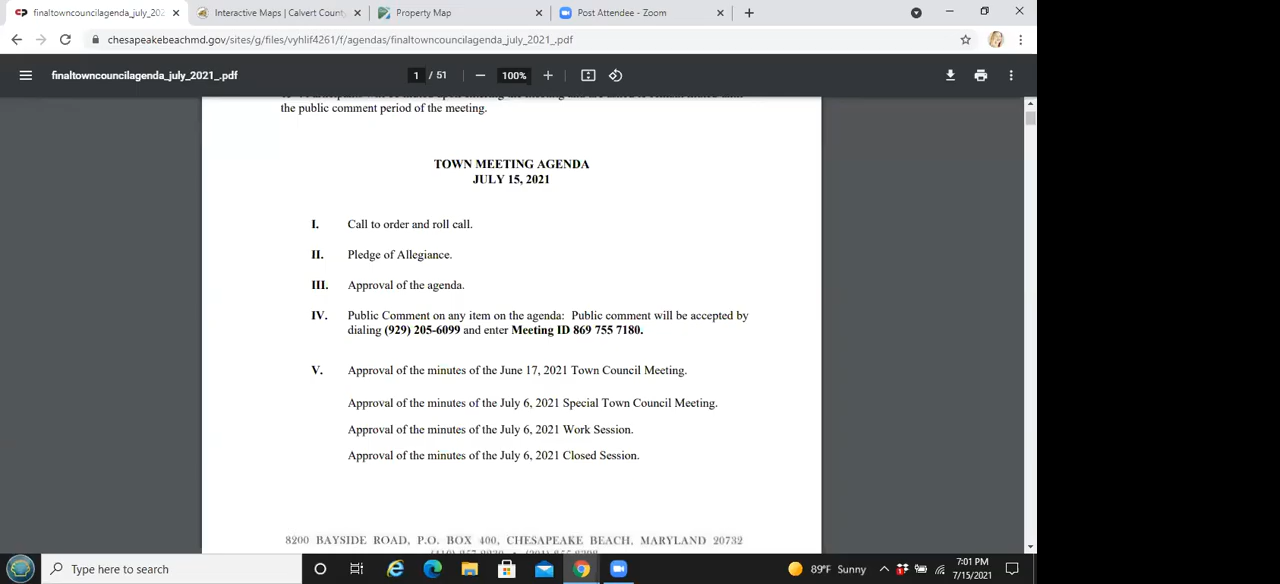 finaltowncouncilagenda_july_202
Interactive Maps | Calvert County
Property Map
Post Attendee - Zoom
chesapeakebeachmd.gov/sites/g/files/vyhlif4261/f/agendas/finaltowncouncilagenda_july_2021_.pdf
finaltowncouncilagenda_july_2021_.pdf
1 / 51
100%
the public comment period of the meeting.
TOWN MEETING AGENDA
JULY 15, 2021
I. Call to order and roll call.
II. Pledge of Allegiance.
III. Approval of the agenda.
IV. Public Comment on any item on the agenda: Public comment will be accepted by
dialing (929) 205-6099 and enter Meeting ID 869 755 7180.
V. Approval of the minutes of the June 17, 2021 Town Council Meeting.
Approval of the minutes of the July 6, 2021 Special Town Council Meeting.
Approval of the minutes of the July 6, 2021 Work Session.
Approval of the minutes of the July 6, 2021 Closed Session.
8200 BAYSIDE ROAD, P.O. BOX 400, CHESAPEAKE BEACH, MARYLAND 20732
Type here to search
89°F Sunny
7:01 PM
7/15/2021